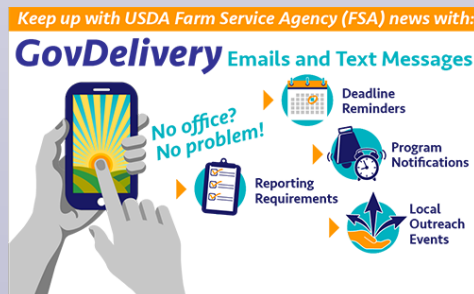 Keep up with USDA Farm Service Agency (FSA) news with:
GovDelivery Emails and Text Messages
No office?
No problem!
Deadline
Reminders
Program
Notifications
Reporting
Requirements
Local
Outreach
Events